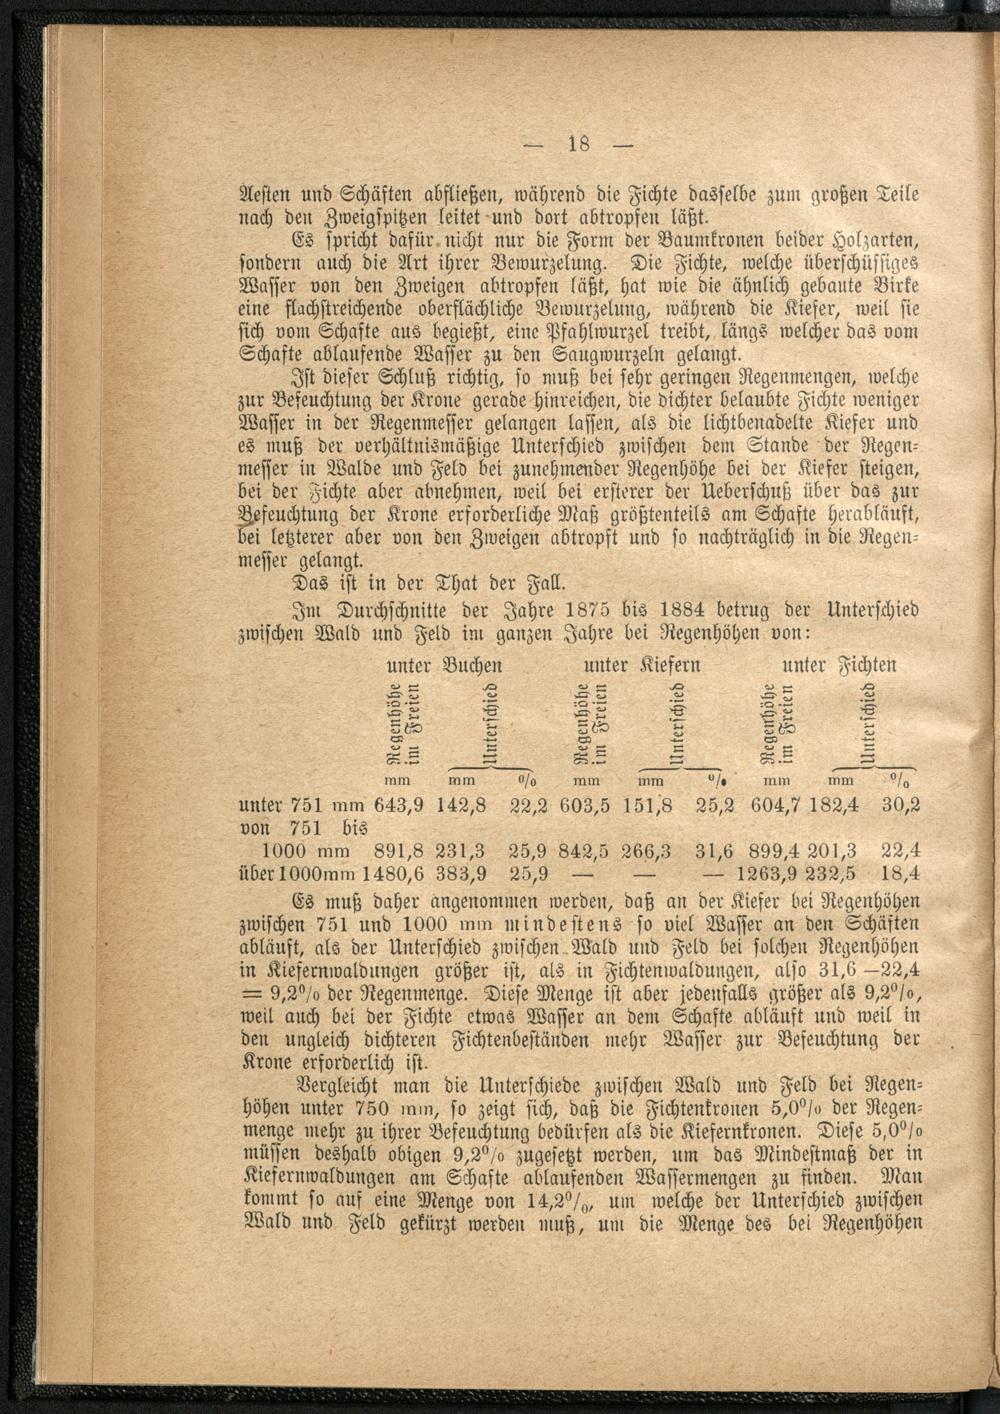 — 18 —
Aesten und Schäften abfließen, während die Fichte dasselbe zum großen Teile
nach den Zweigspitzen leitet und dort abtropfen läßt.
Es spricht dafür nicht nur die Form der Baumkronen beider Holzarten,
sondern auch die Art ihrer Bewurzelung. Die Fichte, welche überschüssiges
Wasser von den Zweigen abtropfen läßt, hat wie die ähnlich gebaute Birke
eine flachstreichende oberflächliche Bewurzelung, während die Kiefer, weil sie
sich vom Schafte aus begießt, eine Pfahlwurzel treibt, längs welcher das vom
Schafte ablaufende Wasser zu den Saugwurzeln gelangt.
Ist dieser Schluß richtig, so muß bei sehr geringen Regenmengen, welche
zur Befeuchtung der Krone gerade hinreichen, die dichter belaubte Fichte weniger
Wasser in der Regenmesser gelangen lassen, als die lichtbenadelte Kiefer und
es muß der verhältnismäßige Unterschied zwischen dem Stande der Regen-
messer in Walde und Feld bei zunehmender Regenhöhe bei der Kiefer steigen,
bei der Fichte aber abnehmen, weil bei ersterer der Ueberschuß über das zur
Befeuchtung der Krone erforderliche Maß größtenteils am Schafte herabläuft,
bei letzterer aber von den Zweigen abtropft und so nachträglich in die Regen-
messer gelangt.
Das ist in der That der Fall.
Im Durchschnitte der Jahre 1875 bis 1884 betrug der Unterschied
zwischen Wald und Feld im ganzen Jahre bei Regenhöhen von:
unter Buchen unter Kiefern unter Fichten
Regenhöhe im Freien Unterschied Regenhöhe im Freien Unterschied Regenhöhe im Freien Unterschied
mm mm % mm mm % mm mm %
unter 751 mm 643,9 142,8 22,2 603,5 151,8 25,2 604,7 182,4 30,2
von 751 bis
1000 mm 891,8 231,3 25,9 842,5 266,3 31,6 899,4 201,3 22,4
über 1000 mm 1480,6 383,9 25,9 — — — 1263,9 232,5 18,4
Es muß daher angenommen werden, daß an der Kiefer bei Regenhöhen
zwischen 751 und 1000 mm mindestens so viel Wasser an den Schäften
abläuft, als der Unterschied zwischen Wald und Feld bei solchen Regenhöhen
in Kiefernwaldungen größer ist, als in Fichtenwaldungen, also 31,6 — 22,4
= 9,2% der Regenmenge. Diese Menge ist aber jedenfalls größer als 9,2%,
weil auch bei der Fichte etwas Wasser an dem Schafte abläuft und weil in
den ungleich dichteren Fichtenbeständen mehr Wasser zur Befeuchtung der
Krone erforderlich ist.
Vergleicht man die Unterschiede zwischen Wald und Feld bei Regen-
höhen unter 750 mm, so zeigt sich, daß die Fichtenkronen 5,0% der Regen-
menge mehr zu ihrer Befeuchtung bedürfen als die Kiefernkronen. Diese 5,0%
müssen deshalb obigen 9,2% zugesetzt werden, um das Mindestmaß der in
Kiefernwaldungen am Schafte ablaufenden Wassermengen zu finden. Man
kommt so auf eine Menge von 14,2%, um welche der Unterschied zwischen
Wald und Feld gekürzt werden muß, um die Menge des bei Regenhöhen